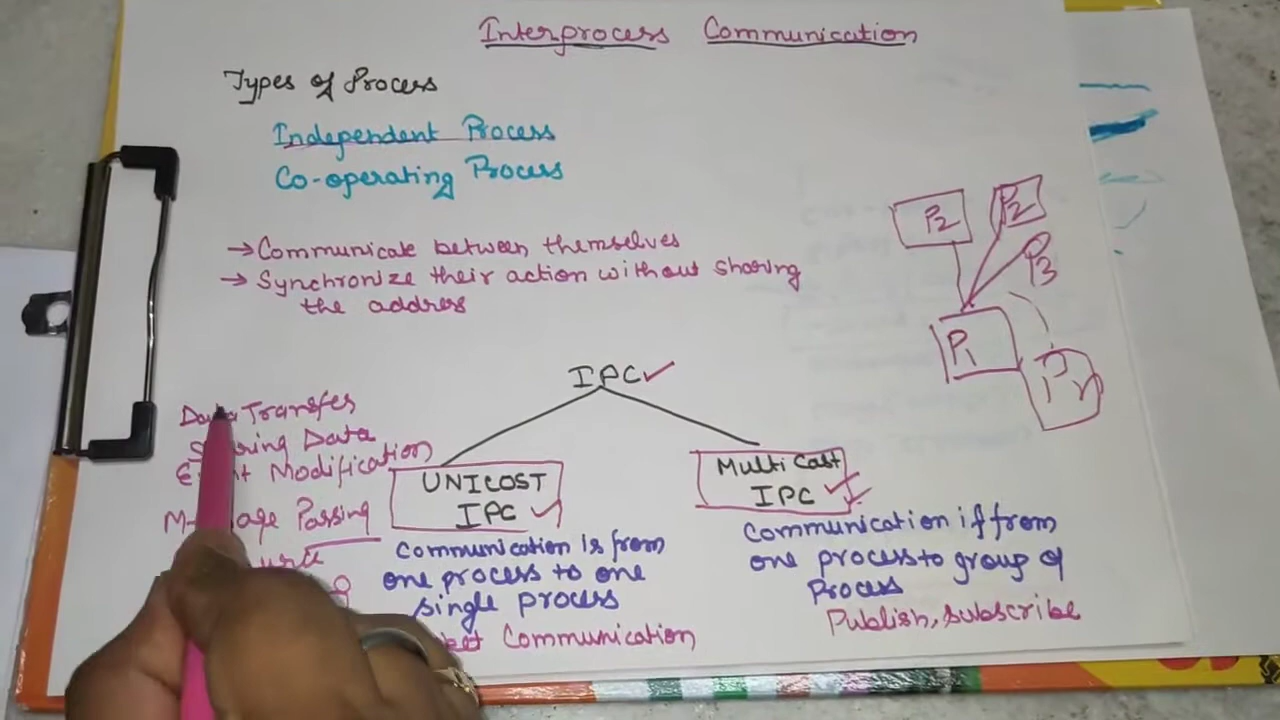 Interprocess Communication
Types of Process
Independent Process
Co-operating Process
→ Communicate between themselves
→ Synchronize their action without sharing
the address
P2 P2
P3
P1
IPC
Data Transfer
Data
Modification
Passing
UNICOST
IPC
Communication is from
one process to one
single process
Communication
Multi Cast
IPC
Communication if from
one process to group of
Process
Publish, subscribe